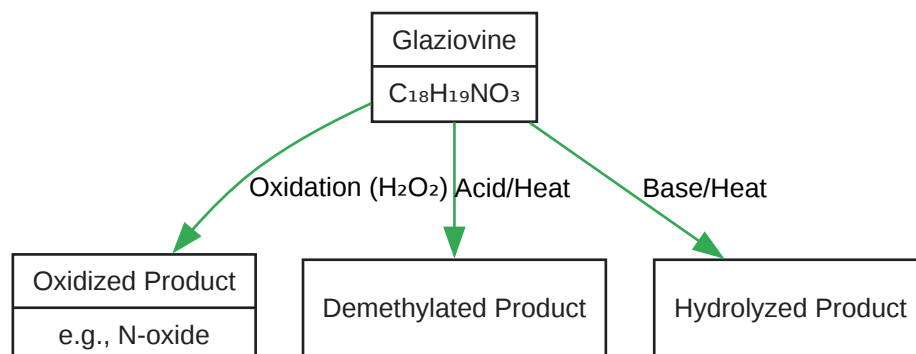 Glaziovine
C₁₈H₁₉NO₃
Oxidation (H₂O₂)
Acid/Heat
Base/Heat
Oxidized Product
e.g., N-oxide
Demethylated Product
Hydrolyzed Product